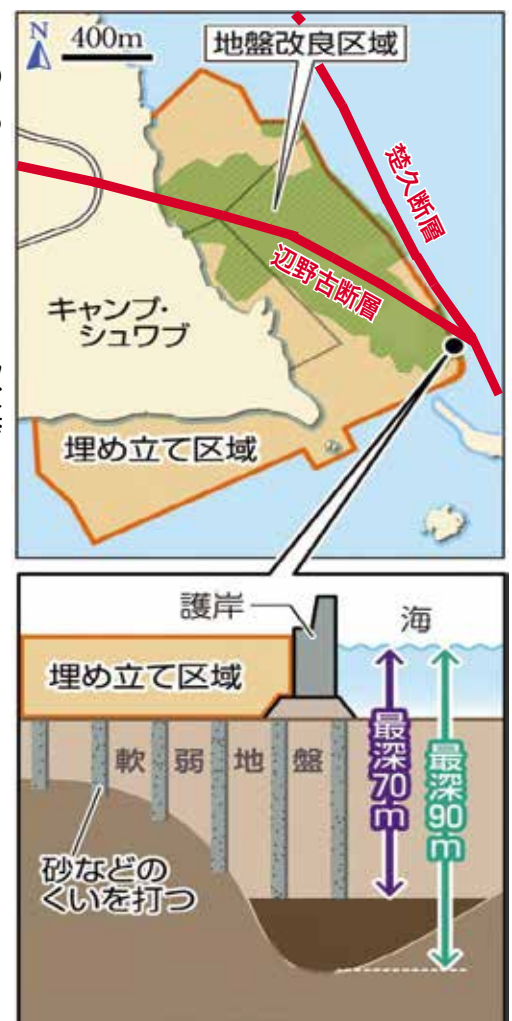 N
400m
地盤改良区域
楚久断層
辺野古断層
キャンプ・
シュワブ
埋め立て区域
護岸
海
埋め立て区域
軟弱地盤
最深70m
最深90m
砂などの
くいを打つ